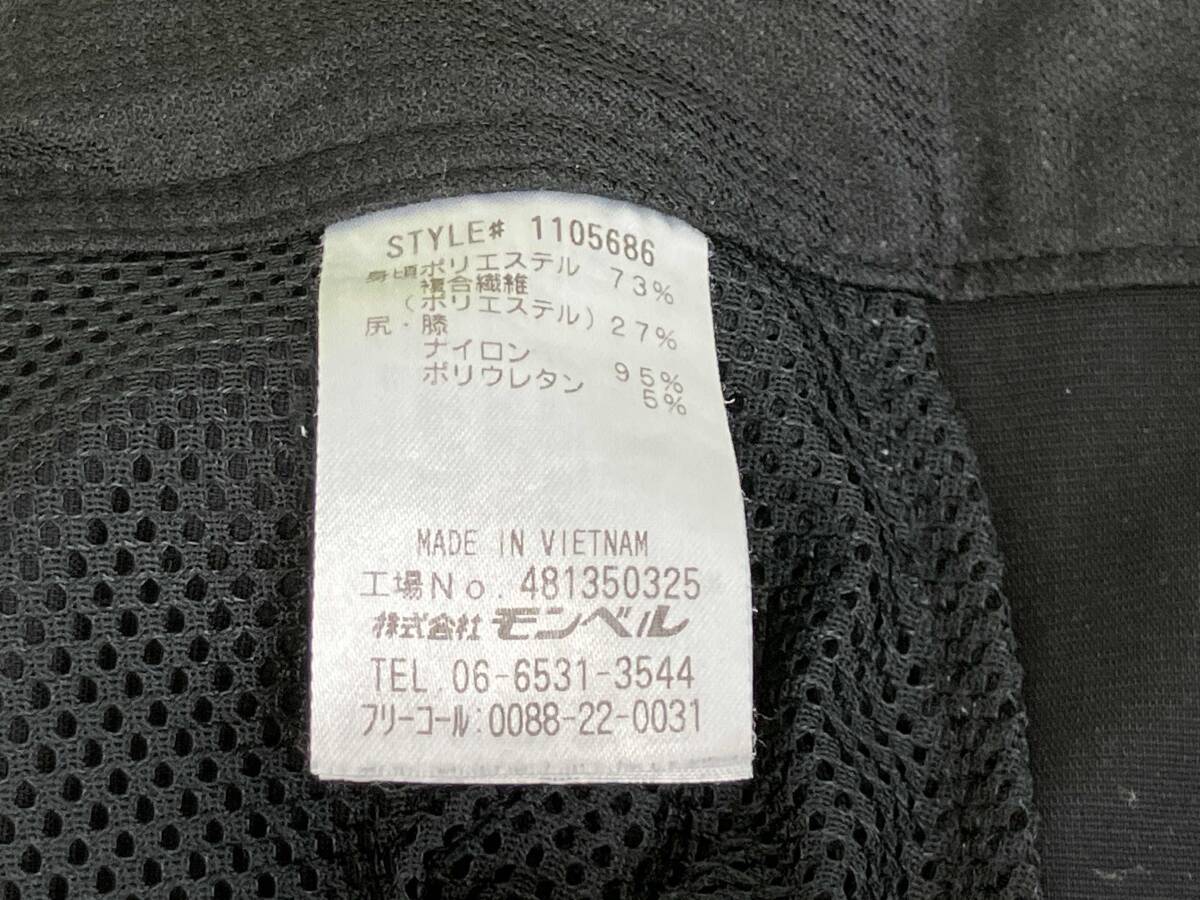 STYLE# 1105686
身頃ポリエステル 73%
複合繊維
(ポリエステル) 27%
尻・膝
ナイロン 95%
ポリウレタン 5%
MADE IN VIETNAM
工場No. 481350325
株式会社モンベル
TEL. 06-6531-3544
フリーコール:0088-22-0031